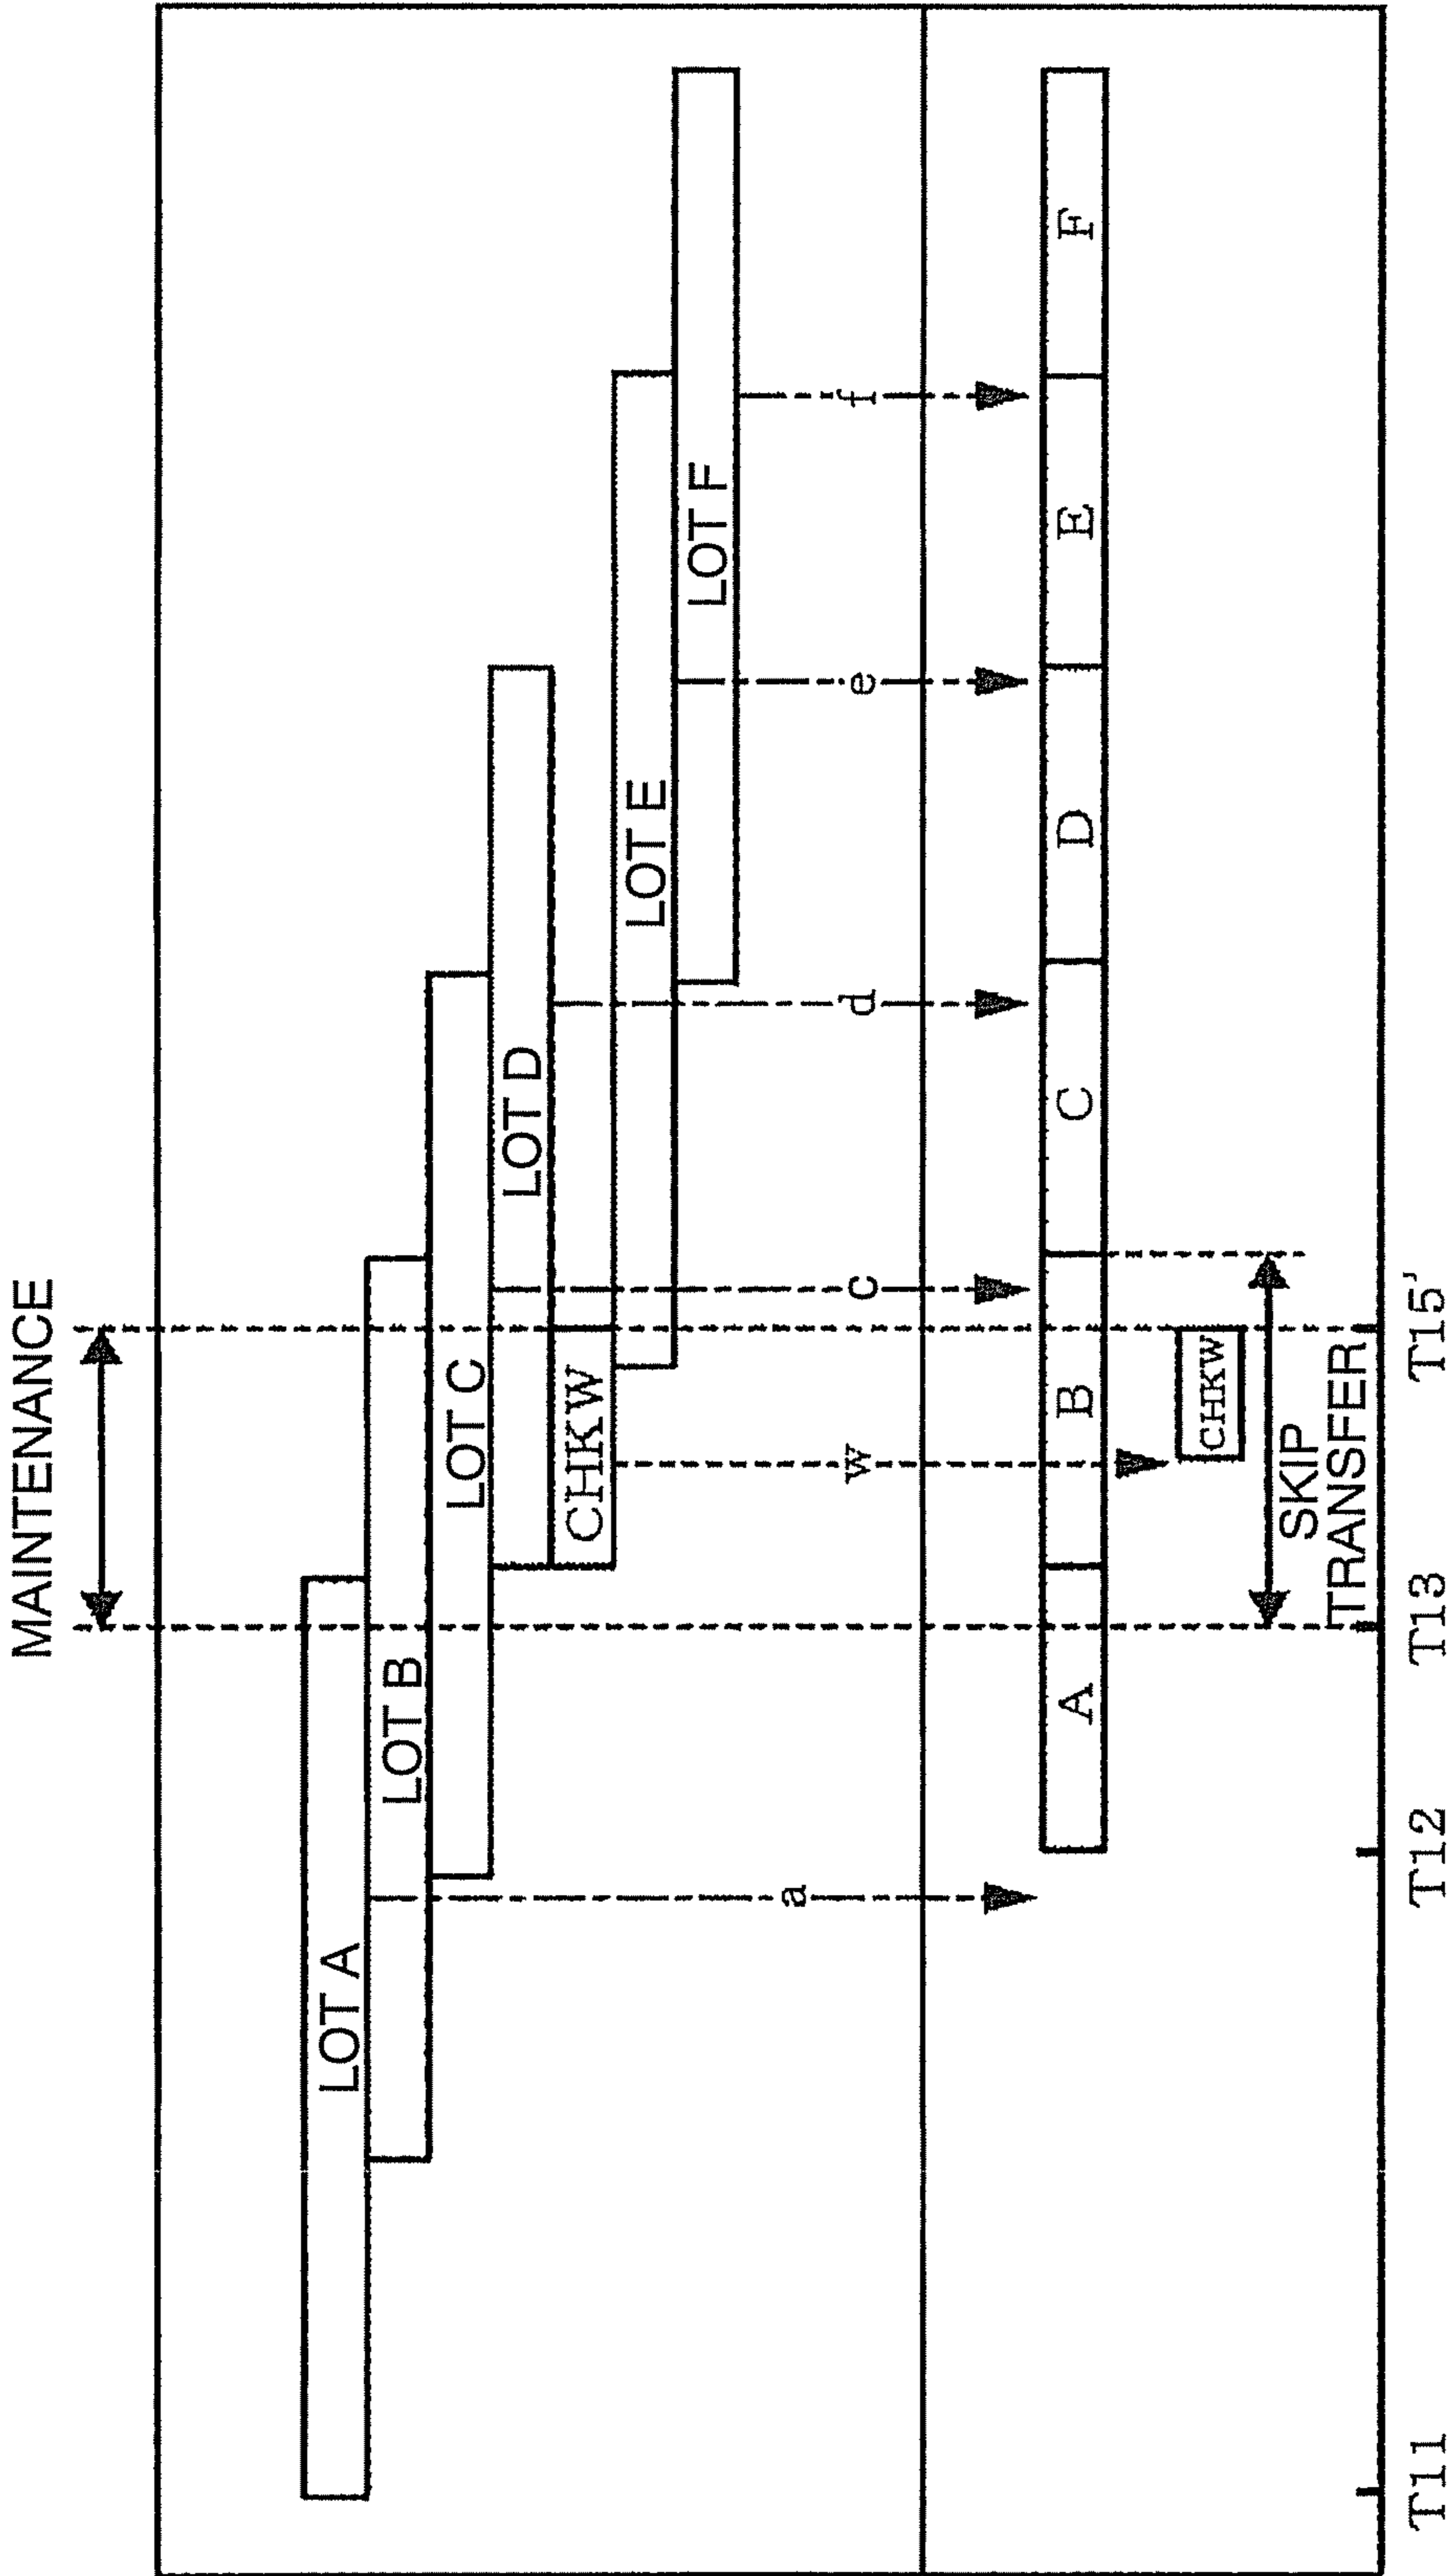 MAINTENANCE
LOT A
LOT B
LOT C
LOT D
CHKW
LOT E
LOT F
a
w
c
d
e
f
A
B
C
D
E
F
CHKW
SKIP
TRANSFER
T11
T12
T13
T15'